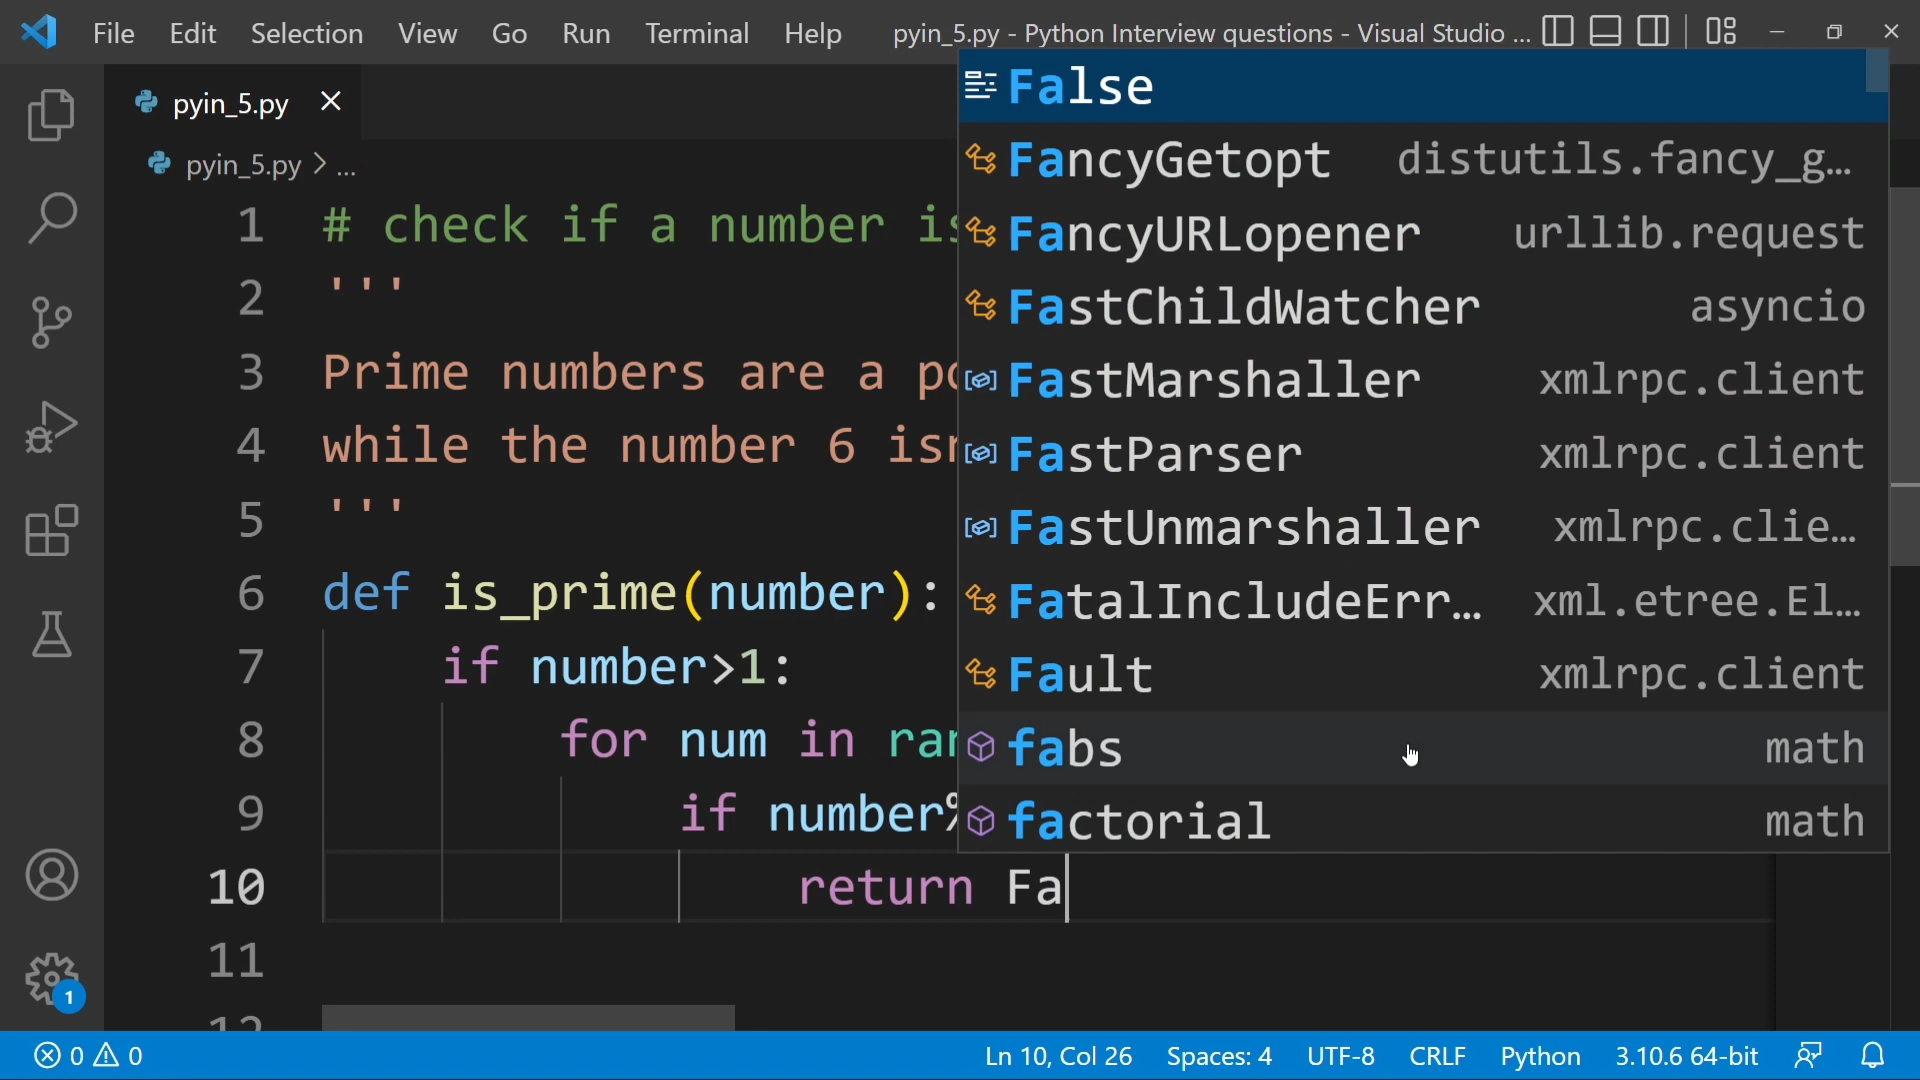 File Edit Selection View Go Run Terminal Help pyin_5.py - Python Interview questions - Visual Studio ...
pyin_5.py
pyin_5.py > ...
1 # check if a number is
2 '''
3 Prime numbers are a
4 while the number 6
5 '''
6 def is_prime(number):
7 if number>1:
8 for num in
9 if number%
10 return Fa
11
12
False
FancyGetopt distutils.fancy_g...
FancyURLopener urllib.request
FastChildWatcher asyncio
FastMarshaller xmlrpc.client
FastParser xmlrpc.client
FastUnmarshaller xmlrpc.clie...
FatalIncludeErr... xml.etree.El...
Fault xmlrpc.client
fabs math
factorial math
1
0 0 Ln 10, Col 26 Spaces: 4 UTF-8 CRLF Python 3.10.6 64-bit